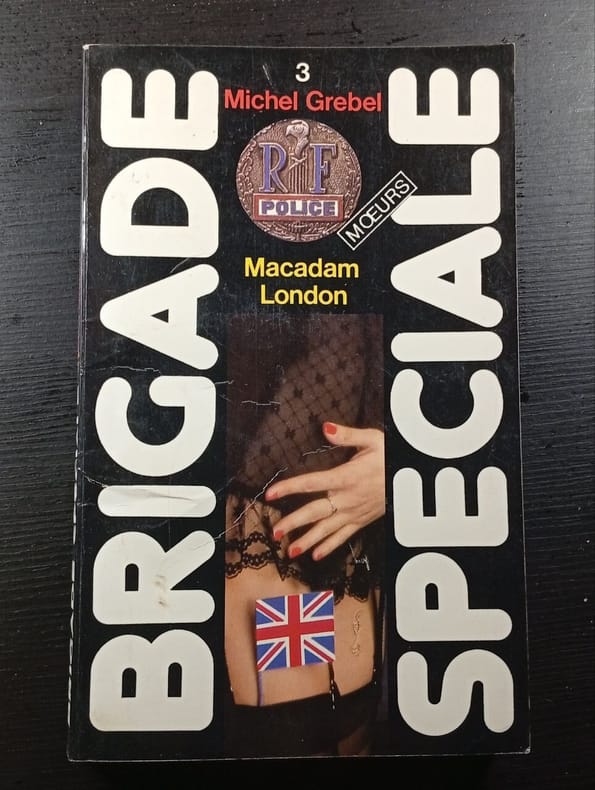 3
Michel Grebel
RF
POLICE
MŒURS
Macadam
London
BRIGADE
SPECIALE